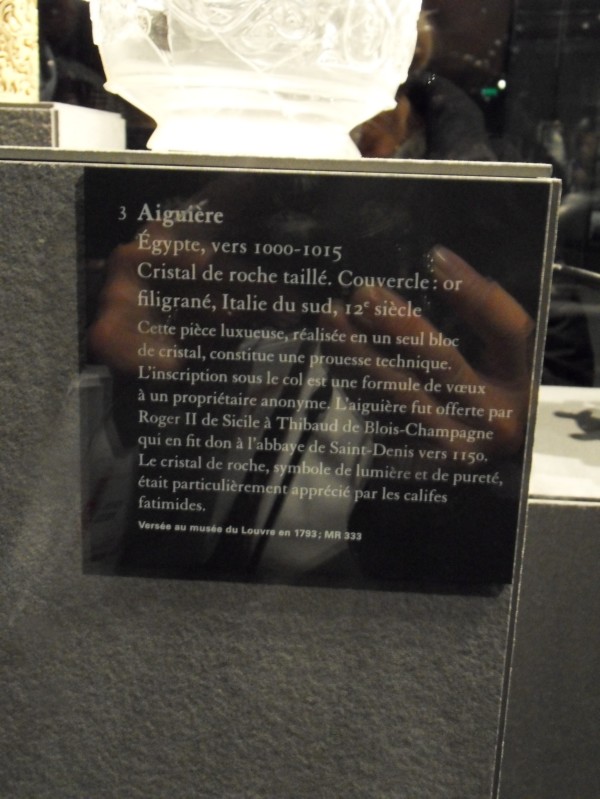 3 Aiguière
Égypte, vers 1000-1015
Cristal de roche taillé. Couvercle : or
filigrané, Italie du sud, 12e siècle
Cette pièce luxueuse, réalisée en un seul bloc
de cristal, constitue une prouesse technique.
L'inscription sous le col est une formule de vœux
à un propriétaire anonyme. L'aiguière fut offerte par
Roger II de Sicile à Thibaud de Blois-Champagne
qui en fit don à l'abbaye de Saint-Denis vers 1150.
Le cristal de roche, symbole de lumière et de pureté,
était particulièrement apprécié par les califes
fatimides.
Versée au musée du Louvre en 1793 ; MR 333